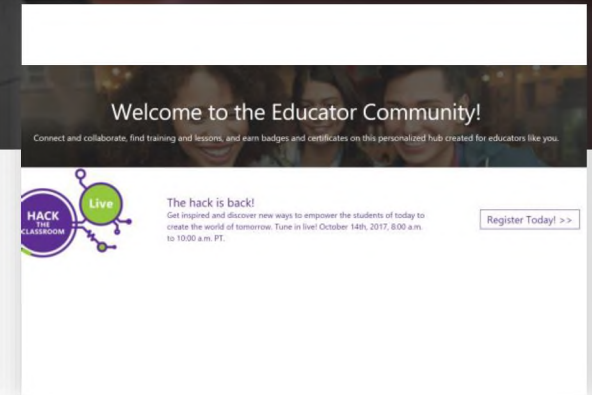 Welcome to the Educator Community!
Connect and collaborate, find training and lessons, and earn badges and certificates on this personalized hub created for educators like you.
Live
HACK
THE
CLASSROOM
The hack is back!
Get inspired and discover new ways to empower the students of today to
create the world of tomorrow. Tune in live! October 14th, 2017, 8:00 a.m.
to 10:00 a.m. PT.
Register Today! >>